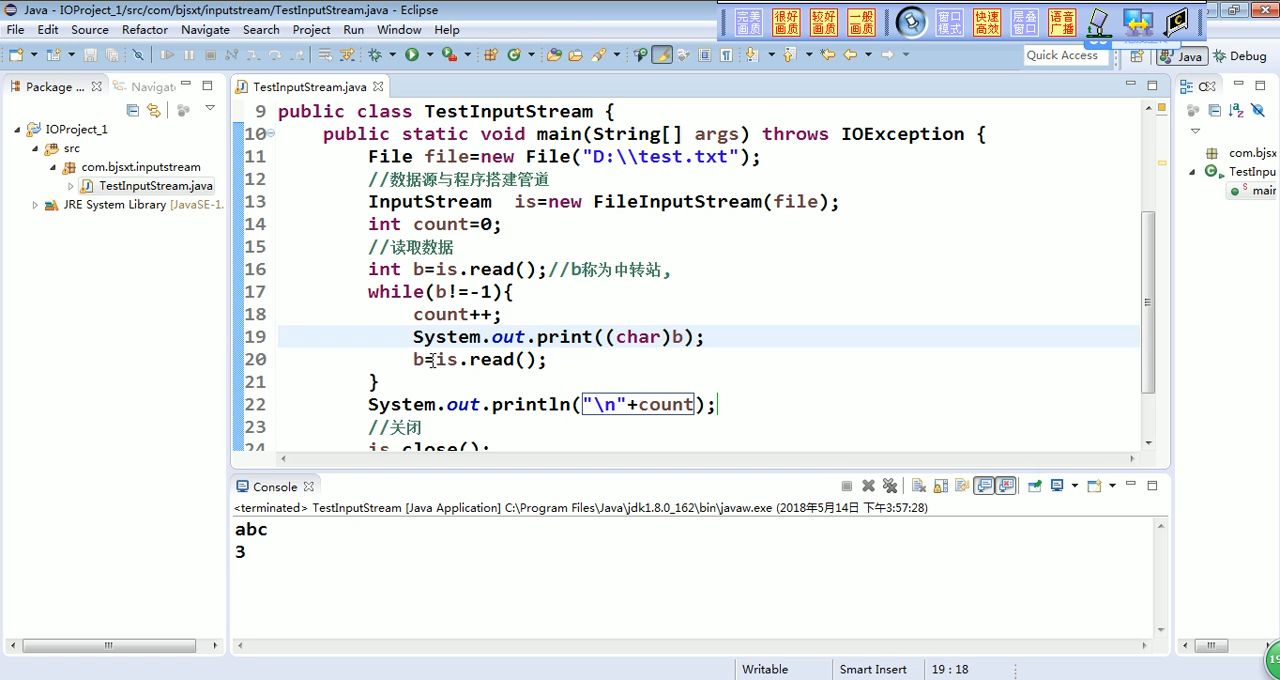 Java - IOProject_1/src/com/bjsxt/inputstream/TestInputStream.java - Eclipse
完美画质 很好画质 较好画质 一般画质 窗口模式 快速高效 层叠窗口 语音广播
File Edit Source Refactor Navigate Search Project Run Window Help
Quick Access Java Debug
Package ... Navigat
TestInputStream.java
IOProject_1
src
com.bjsxt.inputstream
TestInputStream.java
JRE System Library [JavaSE-1.
9 public class TestInputStream {
10 public static void main(String[] args) throws IOException {
11 File file=new File("D:\\test.txt");
12 //数据源与程序搭建管道
13 InputStream  is=new FileInputStream(file);
14 int count=0;
15 //读取数据
16 int b=is.read();//b称为中转站,
17 while(b!=-1){
18 count++;
19 System.out.print((char)b);
20 b=is.read();
21 }
22 System.out.println("\n"+count);
23 //关闭
24 is.close();
com.bjsx
TestInpu
main
Console
<terminated> TestInputStream [Java Application] C:\Program Files\Java\jdk1.8.0_162\bin\javaw.exe (2018年5月14日 下午3:57:28)
abc
3
Writable Smart Insert 19 : 18